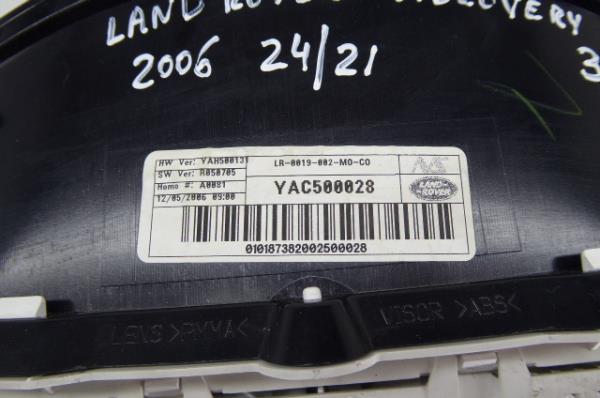 LAND ROVER DISCOVERY
2006 24/21 3
HW Ver: YAH500131
SW Ver: R050705
Homo #: A0081
12/05/2006 09:00
LR-0019-002-MO-CO
YAC500028
LAND-
ROVER
010187382002500028
LENS >PMMA<
VISOR >ABS<